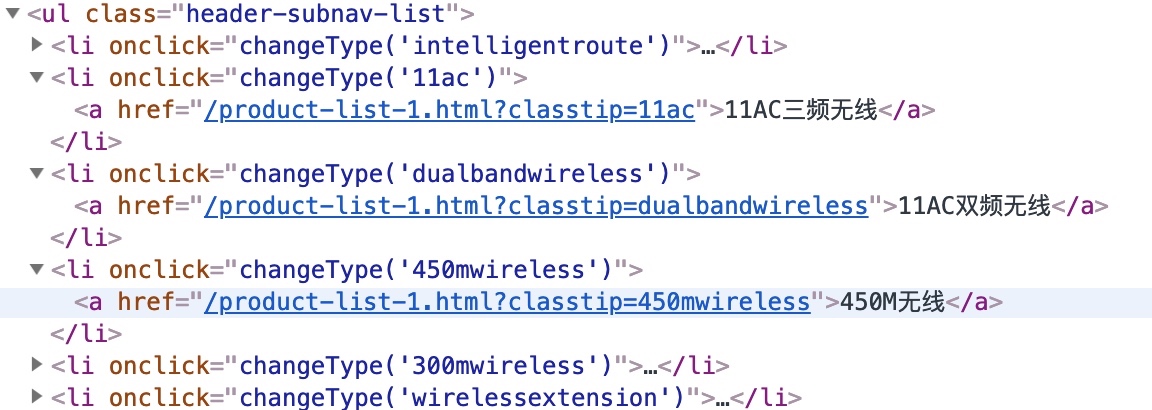 ▼<ul class="header-subnav-list">
▶<li onclick="changeType('intelligentroute')">…</li>
▼<li onclick="changeType('11ac')">
<a href="/product-list-1.html?classtip=11ac">11AC三频无线</a>
</li>
▼<li onclick="changeType('dualbandwireless')">
<a href="/product-list-1.html?classtip=dualbandwireless">11AC双频无线</a>
</li>
▼<li onclick="changeType('450mwireless')">
<a href="/product-list-1.html?classtip=450mwireless">450M无线</a>
</li>
▶<li onclick="changeType('300mwireless')">…</li>
▶<li onclick="changeType('wirelessextension')">…</li>